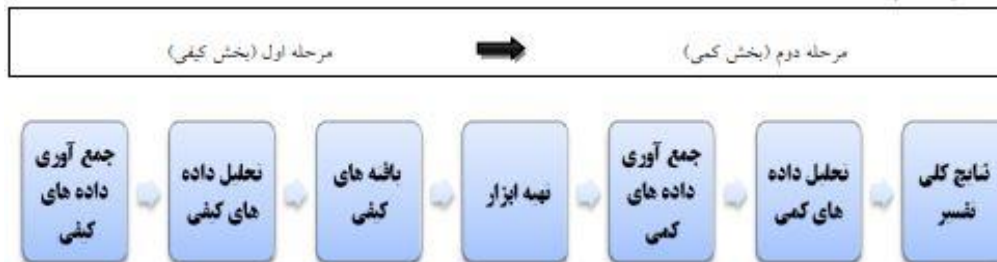 مرحله اول (بخش کیفی)
مرحله دوم (بخش کمی)
جمع آوری
داده های
کیفی
تحلیل داده
های کیفی
یافته های
کیفی
تهیه ابزار
جمع آوری
داده های
کمی
تحلیل داده
های کمی
نتایج کلی
تفسر